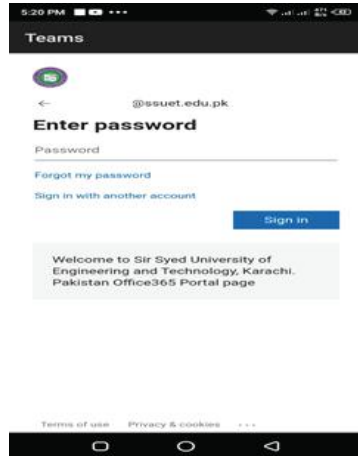 5:20 PM
Teams
@ssuet.edu.pk
Enter password
Password
Forgot my password
Sign in with another account
Sign in
Welcome to Sir Syed University of
Engineering and Technology, Karachi.
Pakistan Office365 Portal page
Terms of use Privacy & cookies ...